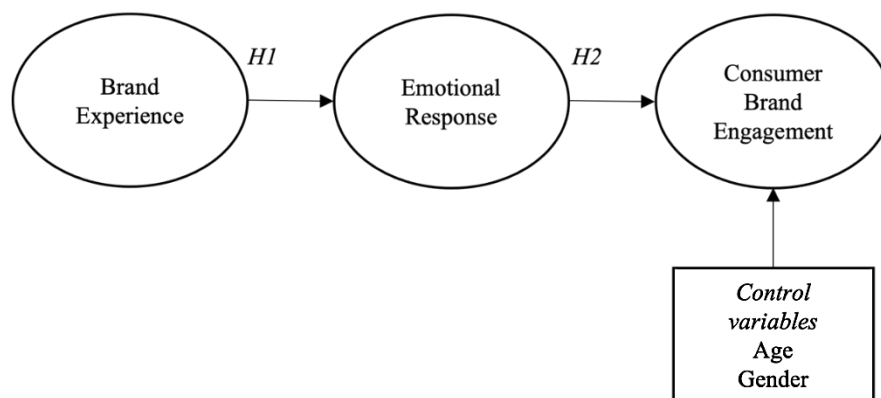 H1
H2
Brand
Experience
Emotional
Response
Consumer
Brand
Engagement
Control
variables
Age
Gender